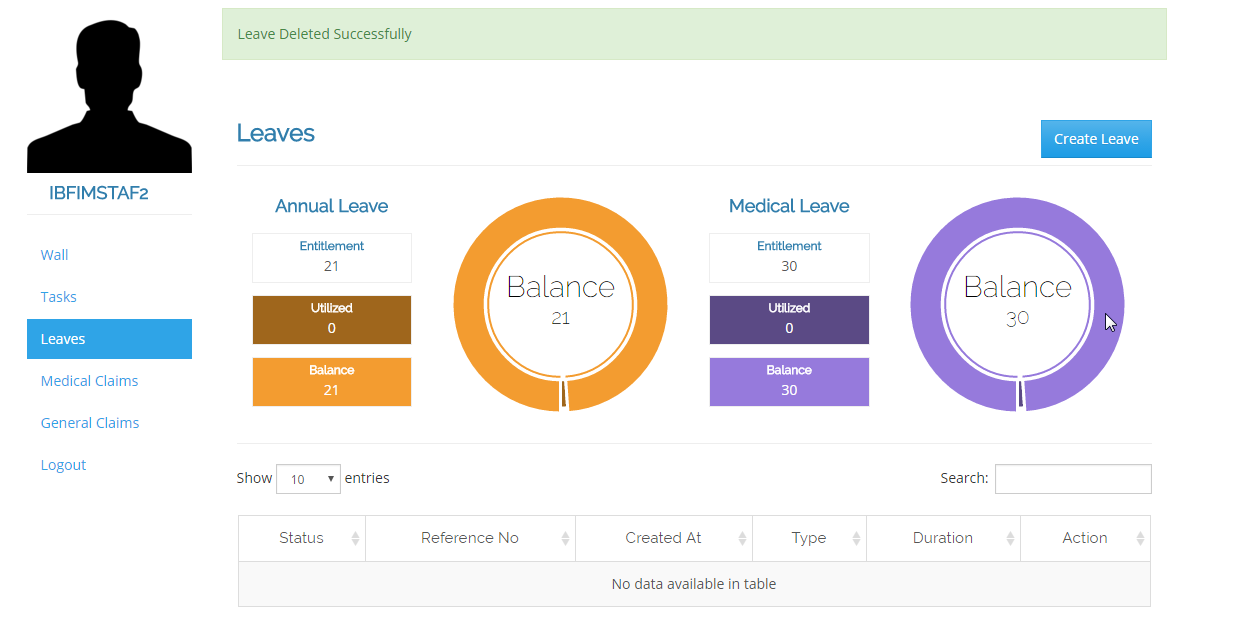 Leave Deleted Successfully
IBFIMSTAF2
Wall
Tasks
Leaves
Medical Claims
General Claims
Logout
Leaves
Create Leave
Annual Leave
Entitlement
21
Utilized
0
Balance
21
Balance
21
Medical Leave
Entitlement
30
Utilized
0
Balance
30
Balance
30
Show 10 entries
Search:
Status Reference No Created At Type Duration Action
No data available in table